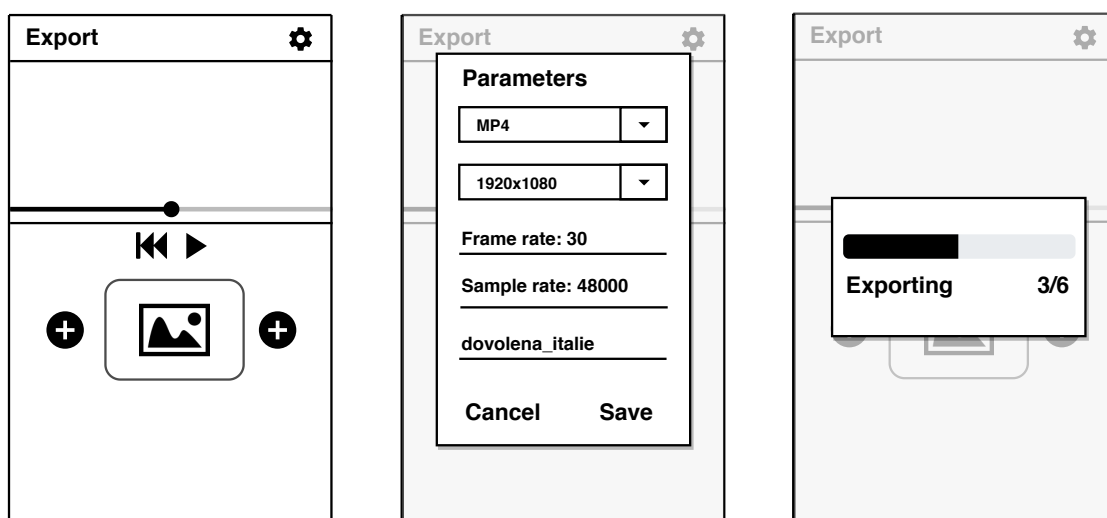 Export
Export
Parameters
MP4
1920x1080
Frame rate: 30
Sample rate: 48000
dovolena_italie
Cancel Save
Export
Exporting 3/6